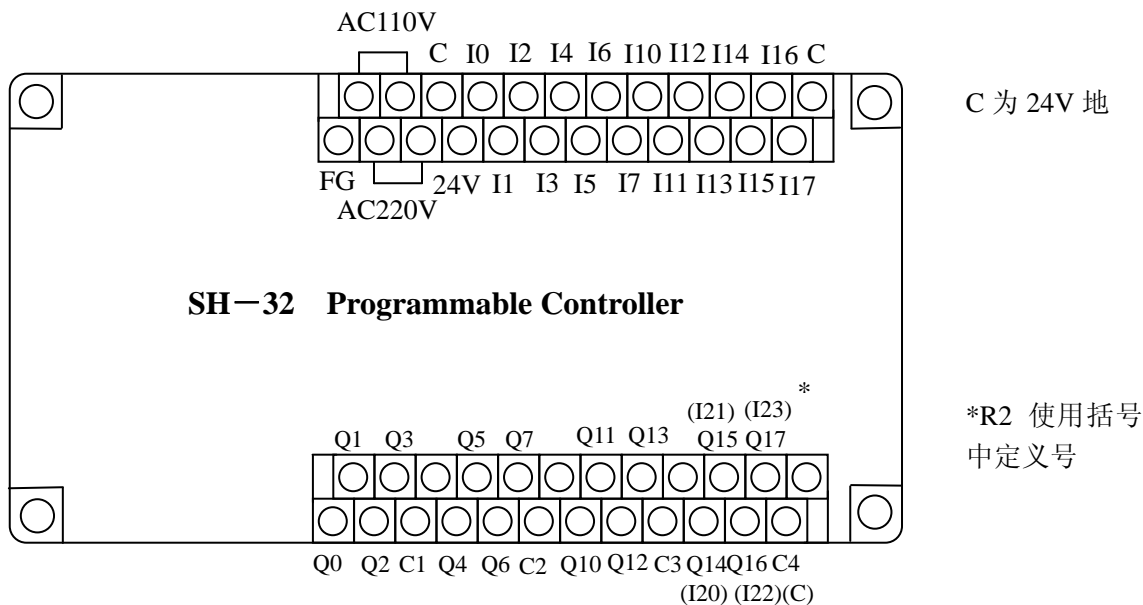 AC110V
C I0 I2 I4 I6 I10 I12 I14 I16 C
C 为 24V 地
FG 24V I1 I3 I5 I7 I11 I13 I15 I17
AC220V
SH－32 Programmable Controller
*
(I21) (I23)
*R2 使用括号
Q1 Q3 Q5 Q7 Q11 Q13 Q15 Q17
中定义号
Q0 Q2 C1 Q4 Q6 C2 Q10 Q12 C3 Q14 Q16 C4
(I20) (I22)(C)